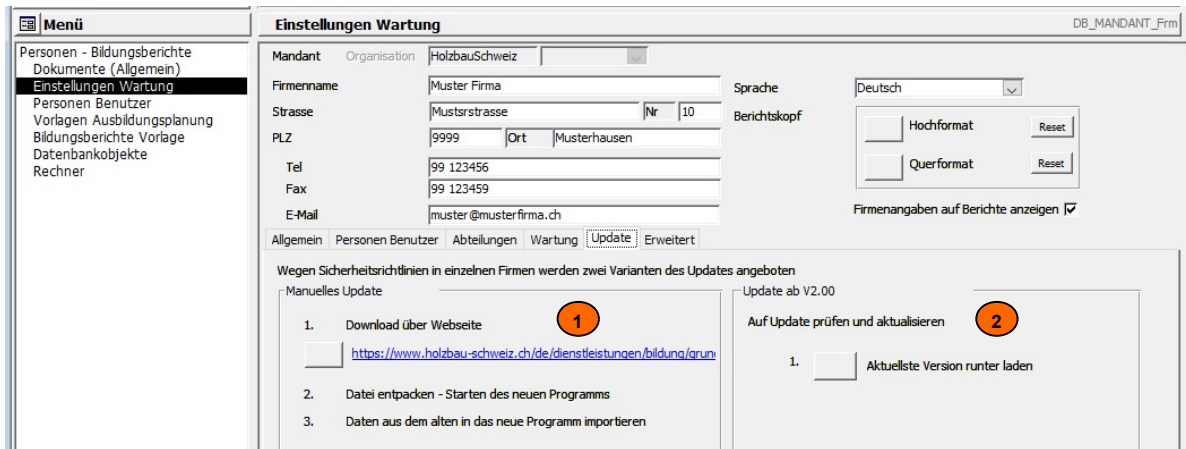 Menü
Personen - Bildungsberichte
Dokumente (Allgemein)
Einstellungen Wartung
Personen Benutzer
Vorlagen Ausbildungsplanung
Bildungsberichte Vorlage
Datenbankobjekte
Rechner
Einstellungen Wartung DB_MANDANT_Frm
Mandant Organisation HolzbauSchweiz
Firmenname Muster Firma
Strasse Mustsrstrasse Nr 10
PLZ 9999 Ort Musterhausen
Tel 99 123456
Fax 99 123459
E-Mail muster@musterfirma.ch
Sprache Deutsch
Berichtskopf Hochformat Reset
Querformat Reset
Firmenangaben auf Berichte anzeigen
Allgemein Personen Benutzer Abteilungen Wartung Update Erweitert
Wegen Sicherheitsrichtlinien in einzelnen Firmen werden zwei Varianten des Updates angeboten
Manuelles Update
1. Download über Webseite 1
https://www.holzbau-schweiz.ch/de/dienstleistungen/bildung/grun
2. Datei entpacken - Starten des neuen Programms
3. Daten aus dem alten in das neue Programm importieren
Update ab V2.00
Auf Update prüfen und aktualisieren 2
1. Aktuellste Version runter laden